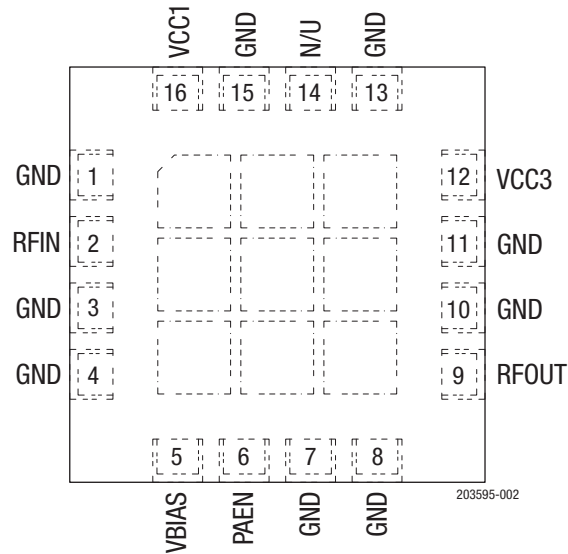 VCC1 GND N/U GND
16 15 14 13
GND 1 12 VCC3
RFIN 2 11 GND
GND 3 10 GND
GND 4 9 RFOUT
5 6 7 8
VBIAS PAEN GND GND
203595-002